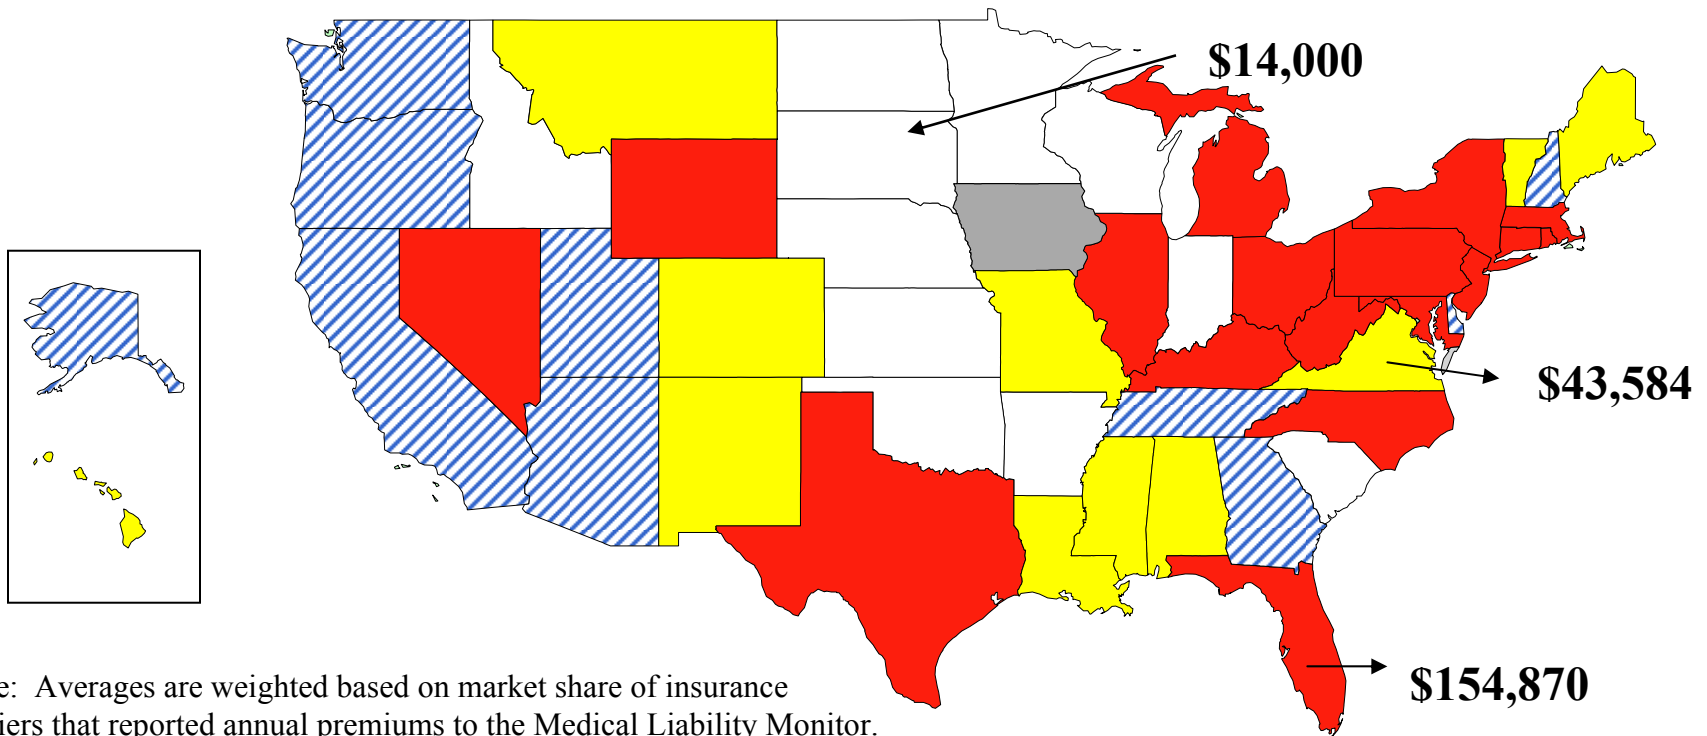 $14,000
$43,584
$154,870
e: Averages are weighted based on market share of insurance
iers that reported annual premiums to the Medical Liability Monitor.